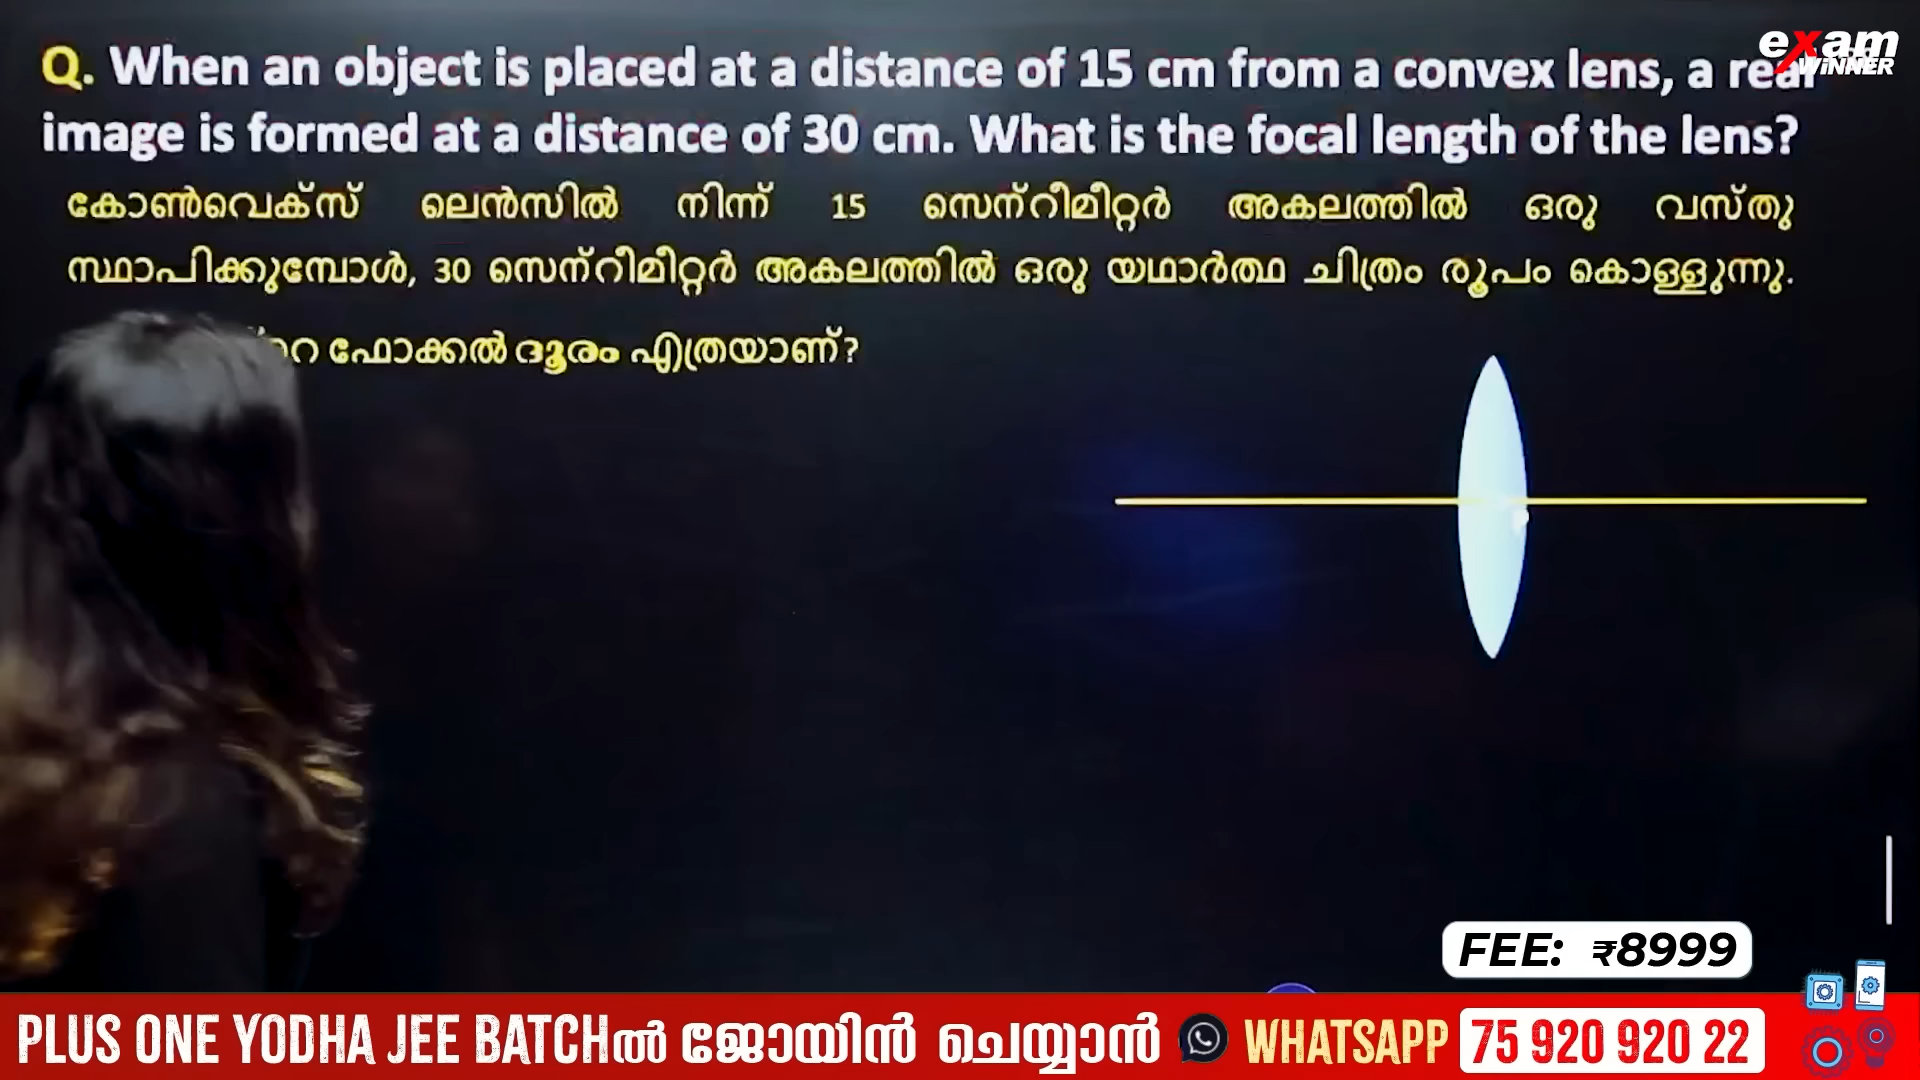 Q. When an object is placed at a distance of 15 cm from a convex lens, a real
image is formed at a distance of 30 cm. What is the focal length of the lens?
കോൺവെക്സ് ലെൻസിൽ നിന്ന് 15 സെന്റീമീറ്റർ അകലത്തിൽ ഒരു വസ്തു
സ്ഥാപിക്കുമ്പോൾ, 30 സെന്റീമീറ്റർ അകലത്തിൽ ഒരു യഥാർത്ഥ ചിത്രം രൂപം കൊള്ളുന്നു.
ഫോക്കൽ ദൂരം എത്രയാണ്?
exam
WINNER
FEE: ₹8999
PLUS ONE YODHA JEE BATCHൽ ജോയിൻ ചെയ്യാൻ WHATSAPP 75 920 920 22